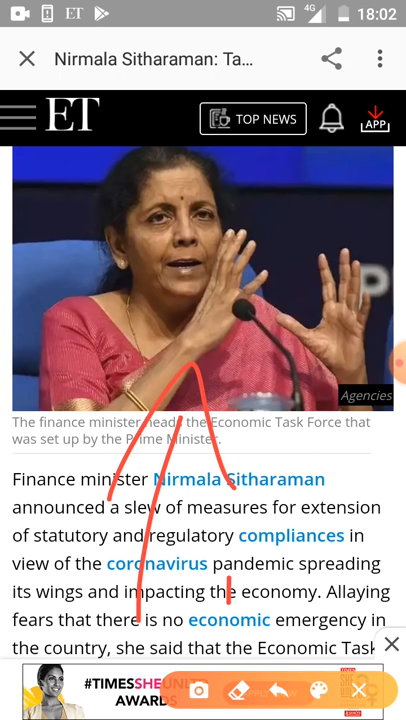 4G 18:02
ET
Nirmala Sitharaman: Ta...
ET TOP NEWS APP
P
Agencies
The finance minister heads the Economic Task Force that
was set up by the Prime Minister.
Finance minister Nirmala Sitharaman
announced a slew of measures for extension
of statutory and regulatory compliances in
view of the coronavirus pandemic spreading
its wings and impacting the economy. Allaying
fears that there is no economic emergency in
the country, she said that the Economic Task
#TIMESSHEUNLTD
AWARDS